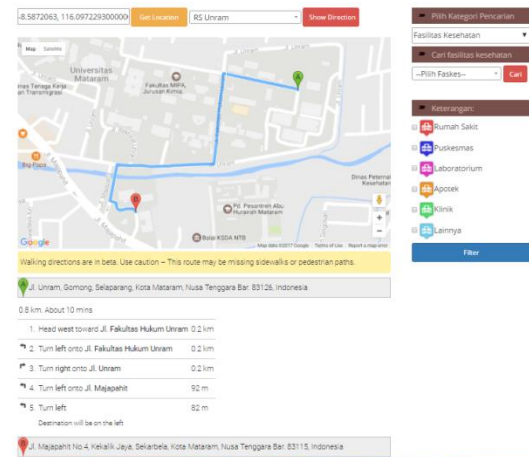 -8.5872063, 116.0972293000000
Get Location
RS Unram
Show Direction
Map Satellite
Universitas
Mataram
Fakultas MIPA,
Jurusan Kimia
Jl. Unram
Jl. Majapahit
Big Papa
Pd. Pesantren Abu
Hurairah Mataram
Dinas Peternal
Kesehatan
Balai KSDA NTB
Google
Map data ©2017 Google Terms of Use Report a map error
Walking directions are in beta. Use caution – This route may be missing sidewalks or pedestrian paths.
A Jl. Unram, Gomong, Selaparang, Kota Mataram, Nusa Tenggara Bar. 83126, Indonesia
0.8 km. About 10 mins
1. Head west toward Jl. Fakultas Hukum Unram 0.2 km
2. Turn left onto Jl. Fakultas Hukum Unram 0.2 km
3. Turn right onto Jl. Unram 0.2 km
4. Turn left onto Jl. Majapahit 92 m
5. Turn left 82 m
Destination will be on the left
B Jl. Majapahit No.4, Kekalik Jaya, Sekarbela, Kota Mataram, Nusa Tenggara Bar. 83115, Indonesia
Pilih Kategori Pencarian
Fasilitas Kesehatan
Cari fasilitas kesehatan
--Pilih Faskes--
Cari
Keterangan:
Rumah Sakit
Puskesmas
Laboratorium
Apotek
Klinik
Lainnya
Filter